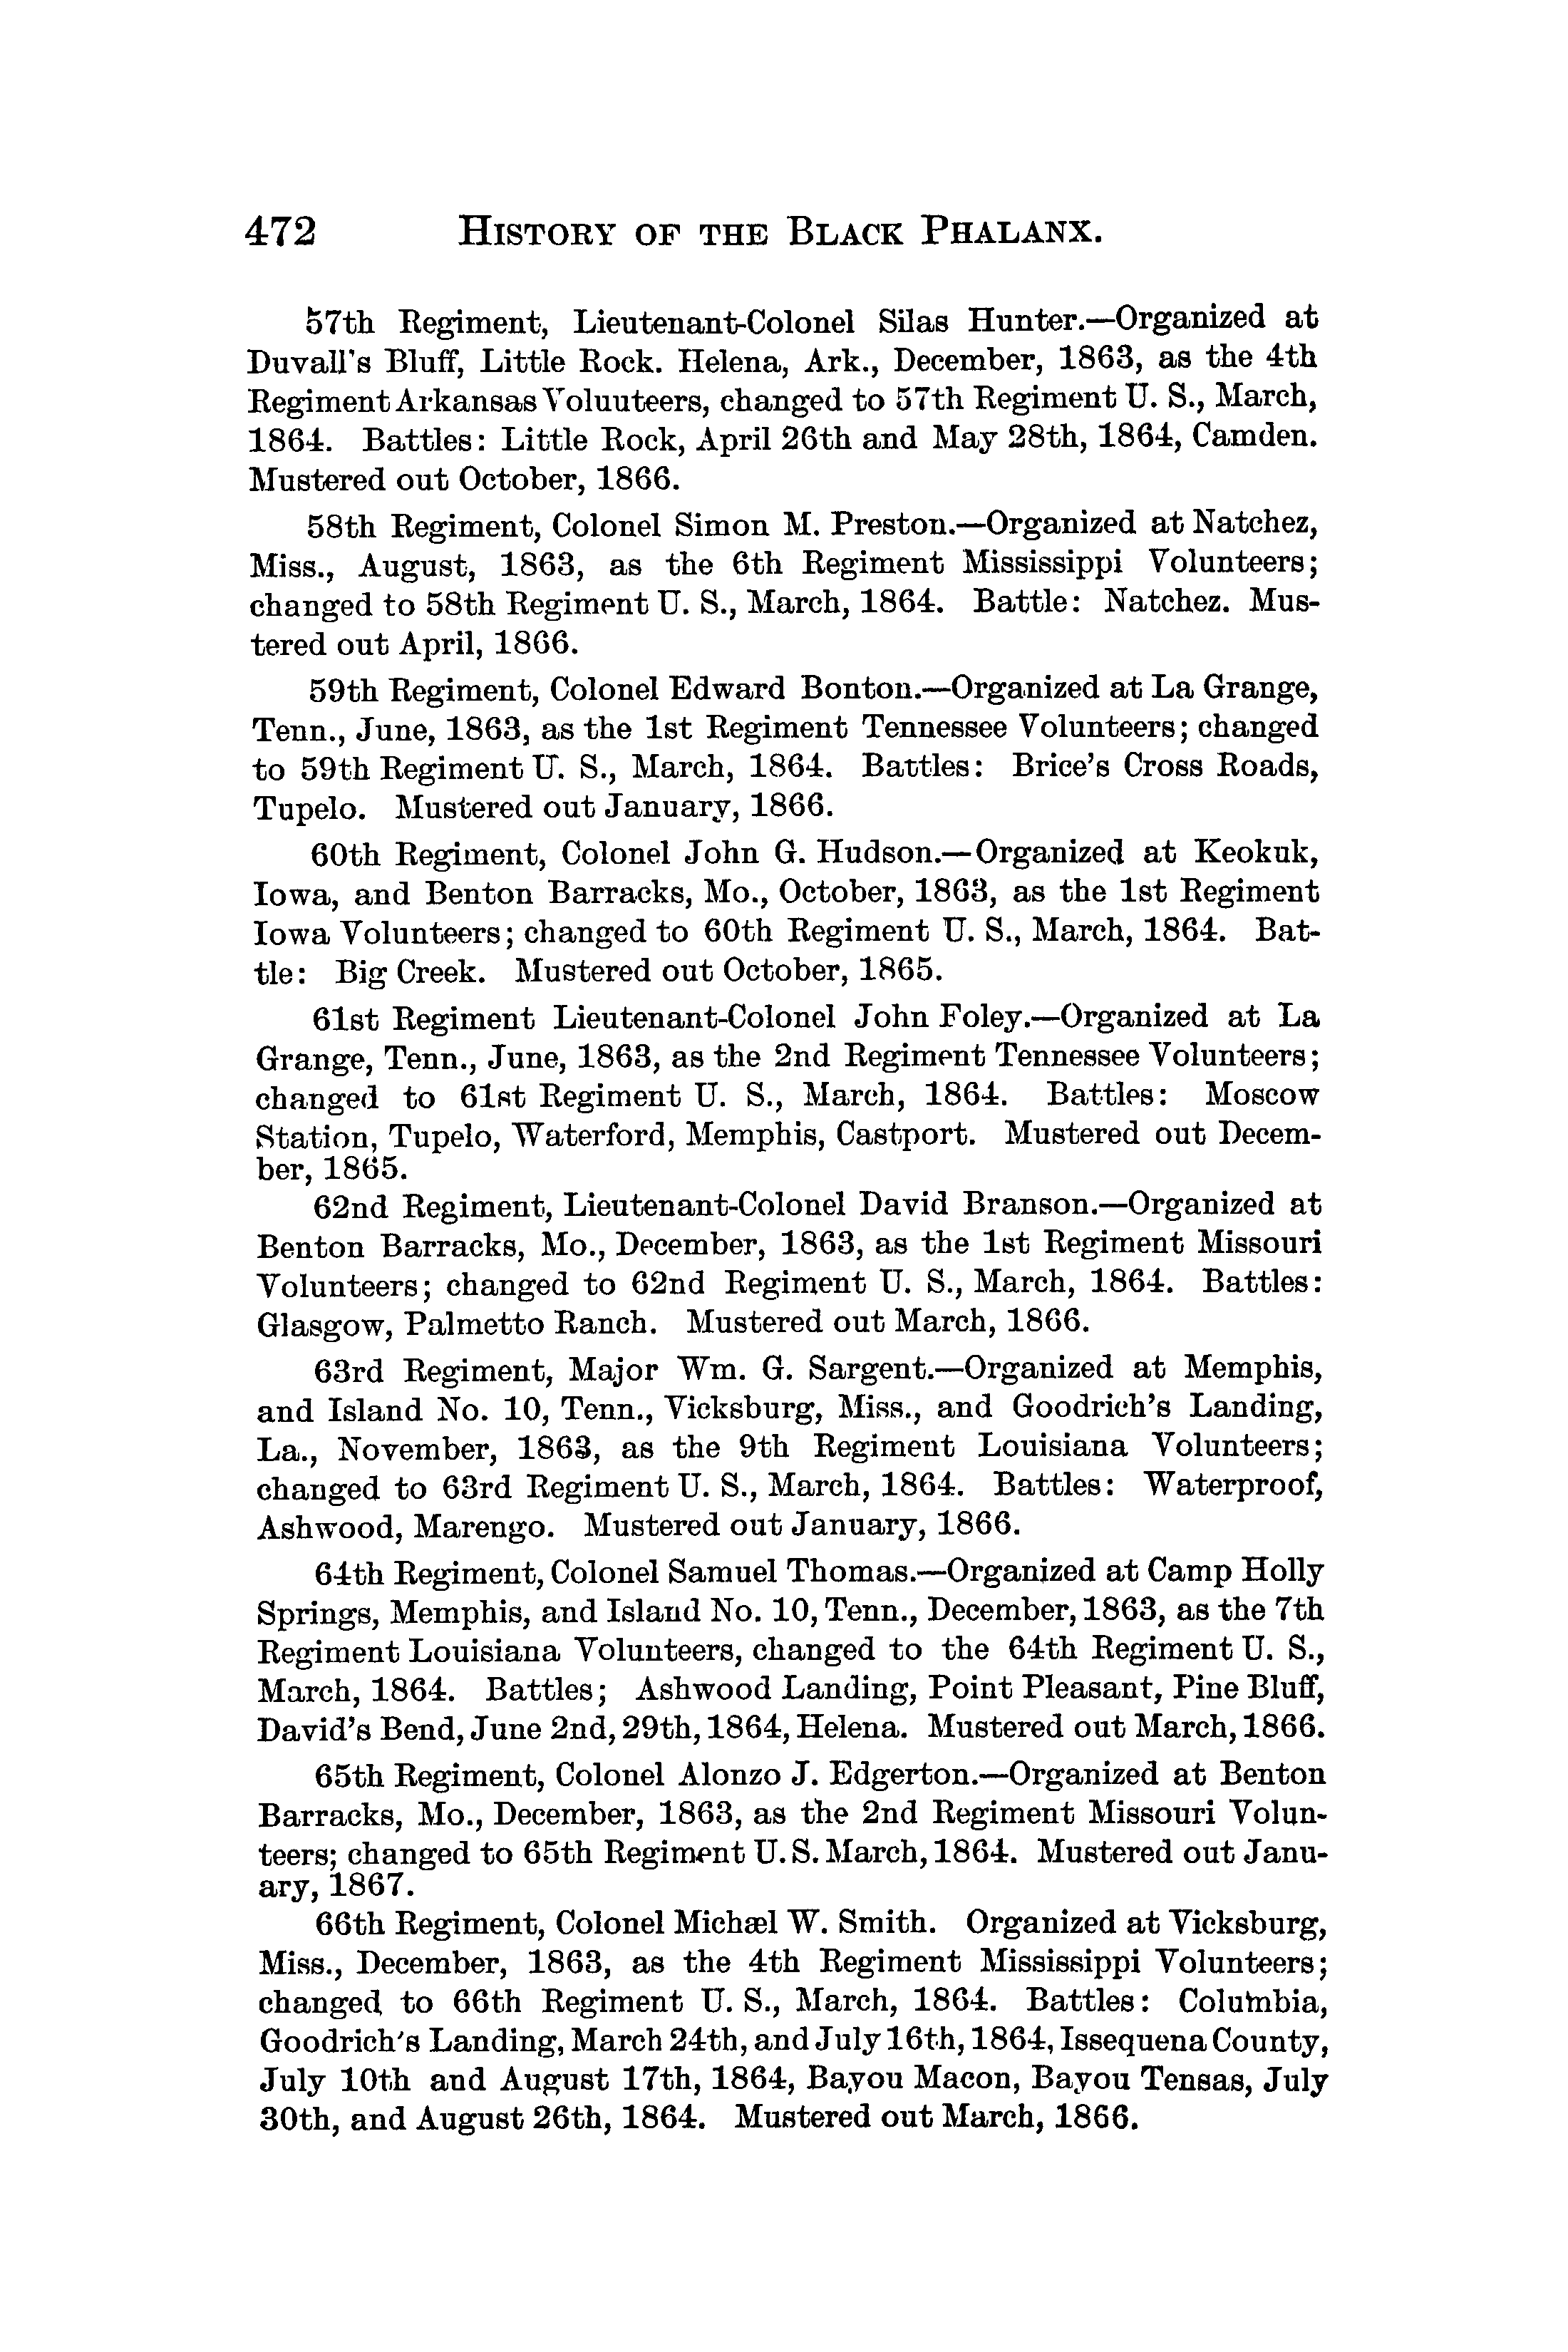 472 HISTORY OF THE BLACK PHALANX.
57th Regiment, Lieutenant-Colonel Silas Hunter.—Organized at
Duvall's Bluff, Little Rock. Helena, Ark., December, 1863, as the 4th
Regiment Arkansas Voluuteers, changed to 57th Regiment U. S., March,
1864. Battles: Little Rock, April 26th and May 28th, 1864, Camden.
Mustered out October, 1866.
58th Regiment, Colonel Simon M. Preston.—Organized at Natchez,
Miss., August, 1863, as the 6th Regiment Mississippi Volunteers;
changed to 58th Regiment U. S., March, 1864. Battle: Natchez. Mus-
tered out April, 1866.
59th Regiment, Colonel Edward Bonton.—Organized at La Grange,
Tenn., June, 1863, as the 1st Regiment Tennessee Volunteers; changed
to 59th Regiment U. S., March, 1864. Battles: Brice's Cross Roads,
Tupelo. Mustered out January, 1866.
60th Regiment, Colonel John G. Hudson.—Organized at Keokuk,
Iowa, and Benton Barracks, Mo., October, 1863, as the 1st Regiment
Iowa Volunteers; changed to 60th Regiment U. S., March, 1864. Bat-
tle: Big Creek. Mustered out October, 1865.
61st Regiment Lieutenant-Colonel John Foley.—Organized at La
Grange, Tenn., June, 1863, as the 2nd Regiment Tennessee Volunteers;
changed to 61st Regiment U. S., March, 1864. Battles: Moscow
Station, Tupelo, Waterford, Memphis, Castport. Mustered out Decem-
ber, 1865.
62nd Regiment, Lieutenant-Colonel David Branson.—Organized at
Benton Barracks, Mo., December, 1863, as the 1st Regiment Missouri
Volunteers; changed to 62nd Regiment U. S., March, 1864. Battles:
Glasgow, Palmetto Ranch. Mustered out March, 1866.
63rd Regiment, Major Wm. G. Sargent.—Organized at Memphis,
and Island No. 10, Tenn., Vicksburg, Miss., and Goodrich's Landing,
La., November, 1863, as the 9th Regiment Louisiana Volunteers;
changed to 63rd Regiment U. S., March, 1864. Battles: Waterproof,
Ashwood, Marengo. Mustered out January, 1866.
64th Regiment, Colonel Samuel Thomas.—Organized at Camp Holly
Springs, Memphis, and Island No. 10, Tenn., December, 1863, as the 7th
Regiment Louisiana Volunteers, changed to the 64th Regiment U. S.,
March, 1864. Battles; Ashwood Landing, Point Pleasant, Pine Bluff,
David's Bend, June 2nd, 29th, 1864, Helena. Mustered out March, 1866.
65th Regiment, Colonel Alonzo J. Edgerton.—Organized at Benton
Barracks, Mo., December, 1863, as the 2nd Regiment Missouri Volun-
teers; changed to 65th Regiment U. S. March, 1864. Mustered out Janu-
ary, 1867.
66th Regiment, Colonel Michæl W. Smith. Organized at Vicksburg,
Miss., December, 1863, as the 4th Regiment Mississippi Volunteers;
changed to 66th Regiment U. S., March, 1864. Battles: Columbia,
Goodrich's Landing, March 24th, and July 16th, 1864, Issequena County,
July 10th and August 17th, 1864, Bayou Macon, Bayou Tensas, July
30th, and August 26th, 1864. Mustered out March, 1866.